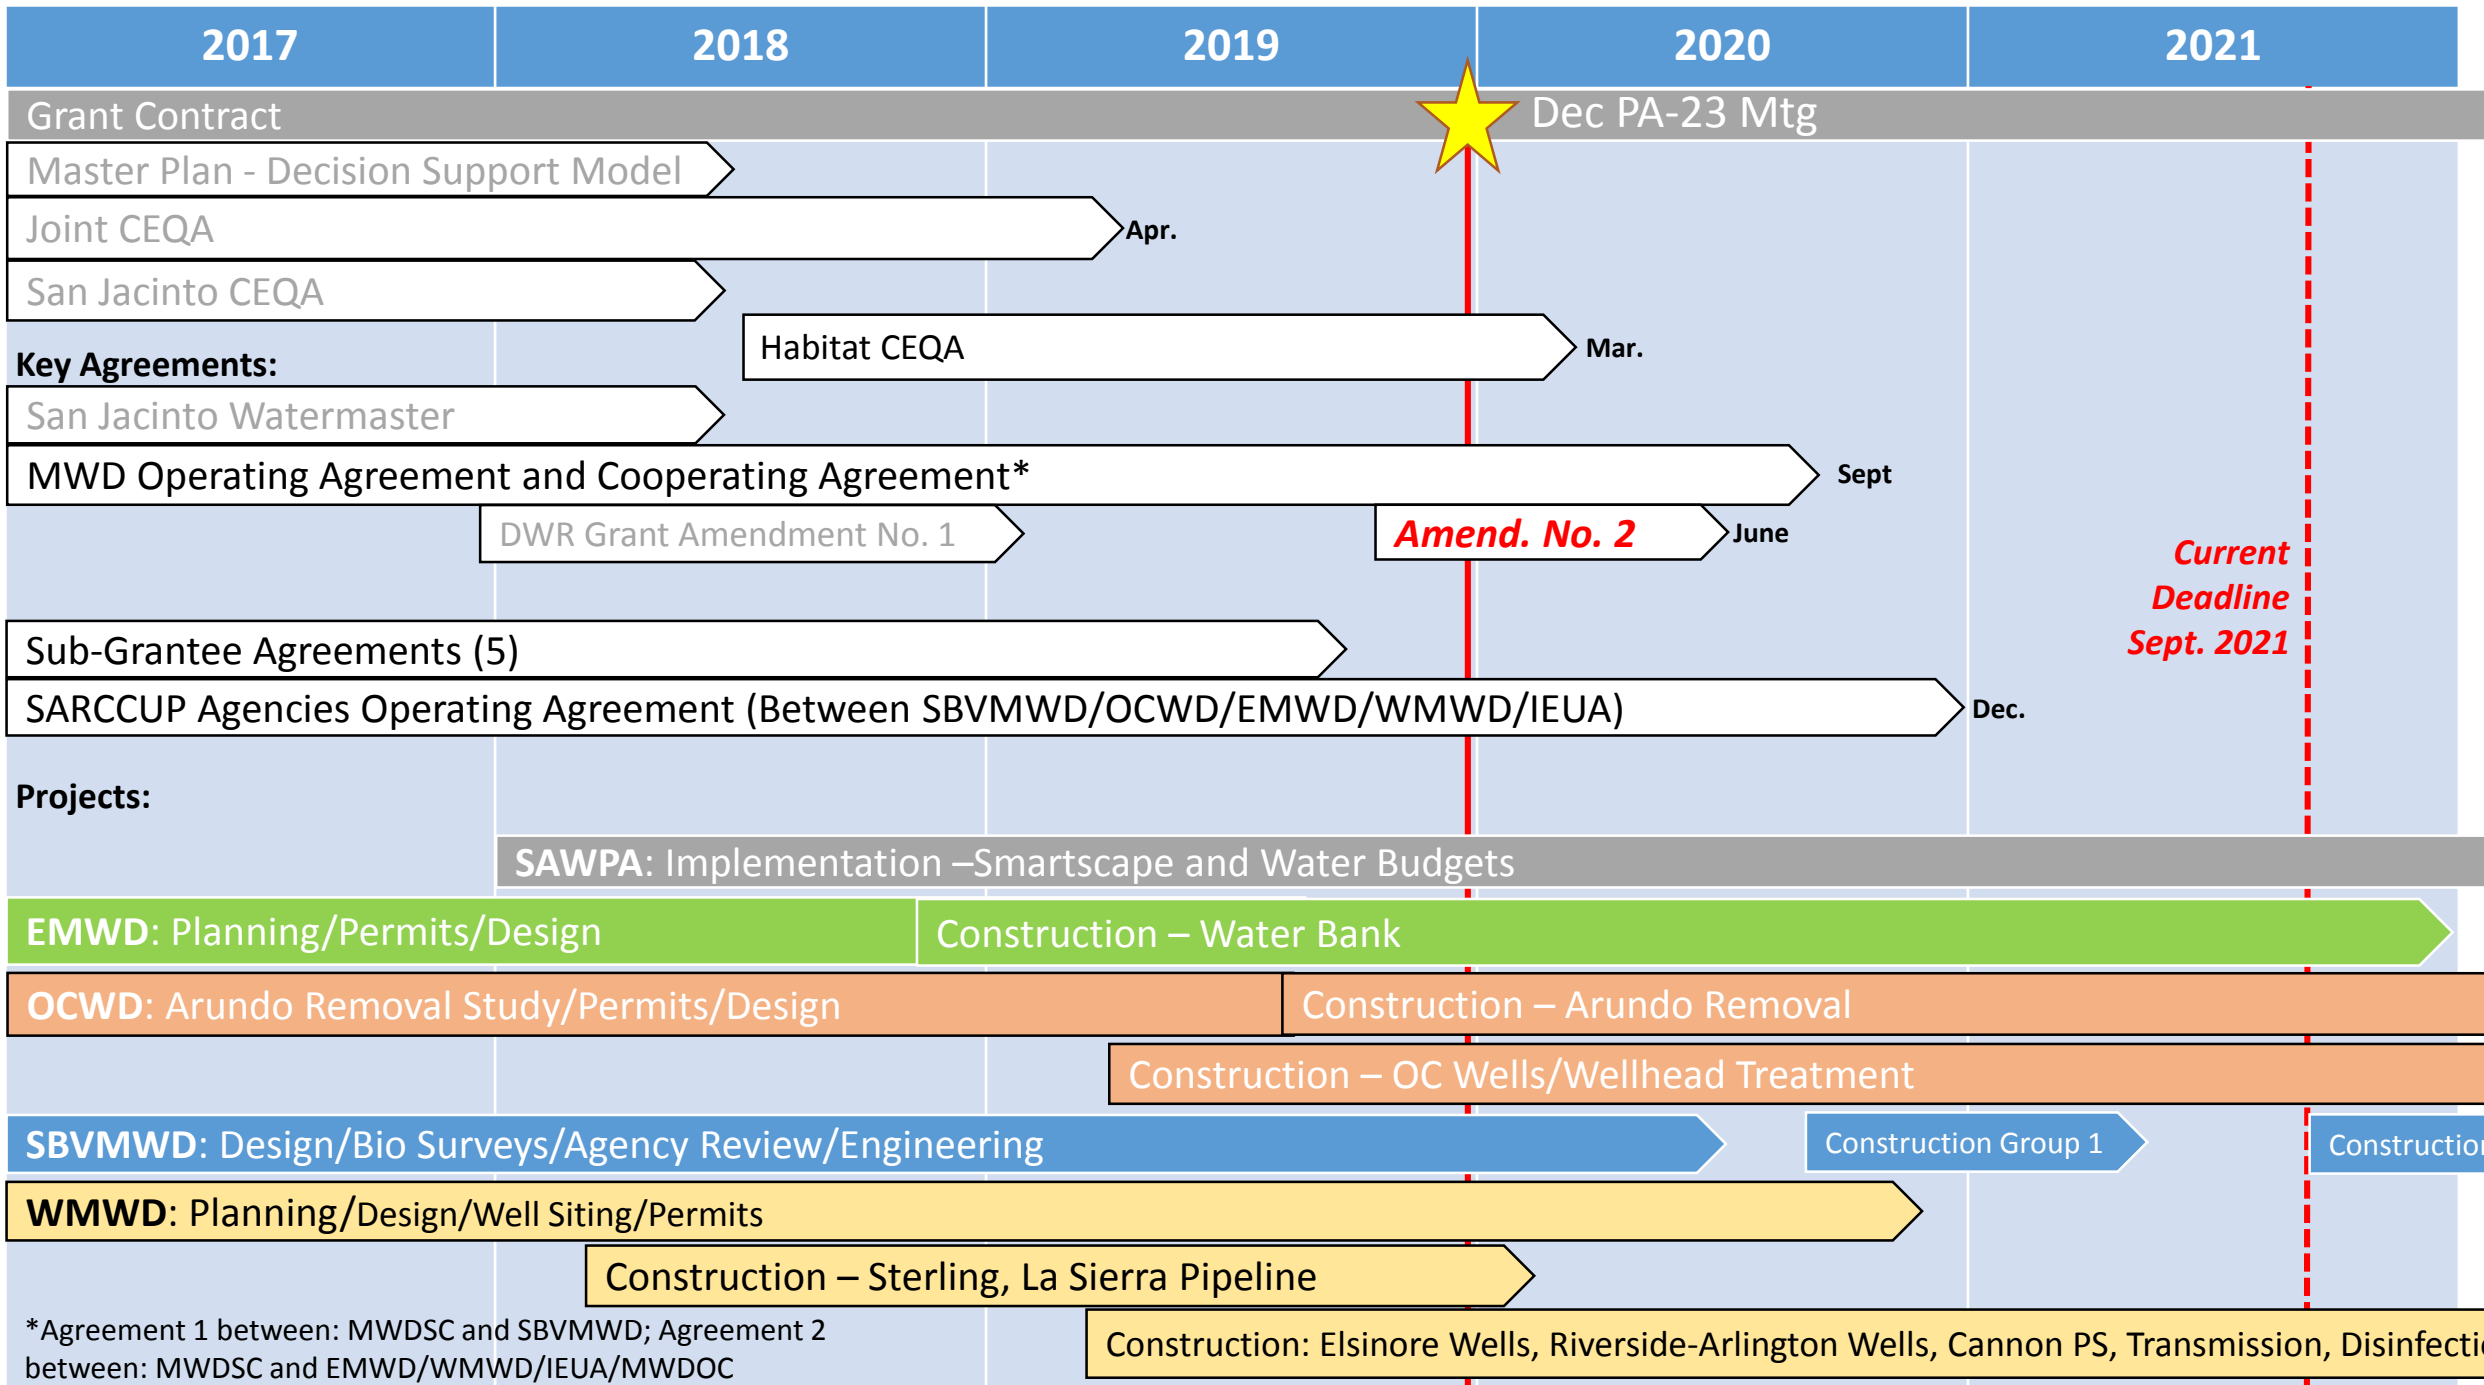 2017 2018 2019 2020 2021
Grant Contract
Dec PA-23 Mtg
Master Plan - Decision Support Model
Joint CEQA
Apr.
San Jacinto CEQA
Habitat CEQA
Mar.
Key Agreements:
San Jacinto Watermaster
MWD Operating Agreement and Cooperating Agreement*
Sept
DWR Grant Amendment No. 1
Amend. No. 2
June
Current
Deadline
Sept. 2021
Sub-Grantee Agreements (5)
SARCCUP Agencies Operating Agreement (Between SBVMWD/OCWD/EMWD/WMWD/IEUA)
Dec.
Projects:
SAWPA: Implementation –Smartscape and Water Budgets
EMWD: Planning/Permits/Design
Construction – Water Bank
OCWD: Arundo Removal Study/Permits/Design
Construction – Arundo Removal
Construction – OC Wells/Wellhead Treatment
SBVMWD: Design/Bio Surveys/Agency Review/Engineering
Construction Group 1
Construction
WMWD: Planning/Design/Well Siting/Permits
Construction – Sterling, La Sierra Pipeline
Construction: Elsinore Wells, Riverside-Arlington Wells, Cannon PS, Transmission,
*Agreement 1 between: MWDSC and SBVMWD; Agreement 2
between: MWDSC and EMWD/WMWD/IEUA/MWDOC